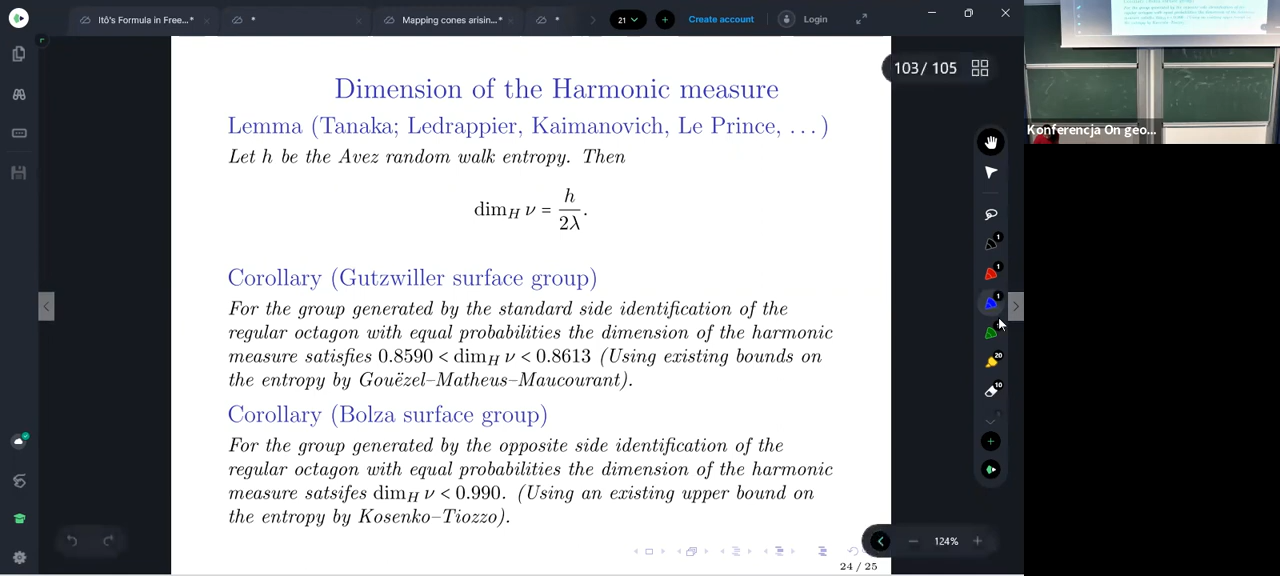 Itô's Formula in Free...*
*
Mapping cones arisin...*
*
21
Create account
Login
103/ 105
Dimension of the Harmonic measure
Lemma (Tanaka; Ledrappier, Kaimanovich, Le Prince, ...)
Let h be the Avez random walk entropy. Then
dim_H ν = h / 2λ.
Corollary (Gutzwiller surface group)
For the group generated by the standard side identification of the
regular octagon with equal probabilities the dimension of the harmonic
measure satisfies 0.8590 < dim_H ν < 0.8613 (Using existing bounds on
the entropy by Gouëzel–Matheus–Maucourant).
Corollary (Bolza surface group)
For the group generated by the opposite side identification of the
regular octagon with equal probabilities the dimension of the harmonic
measure satsifes dim_H ν < 0.990. (Using an existing upper bound on
the entropy by Kosenko–Tiozzo).
24 / 25
1
1
1
20
10
124%
Konferencja On geo...